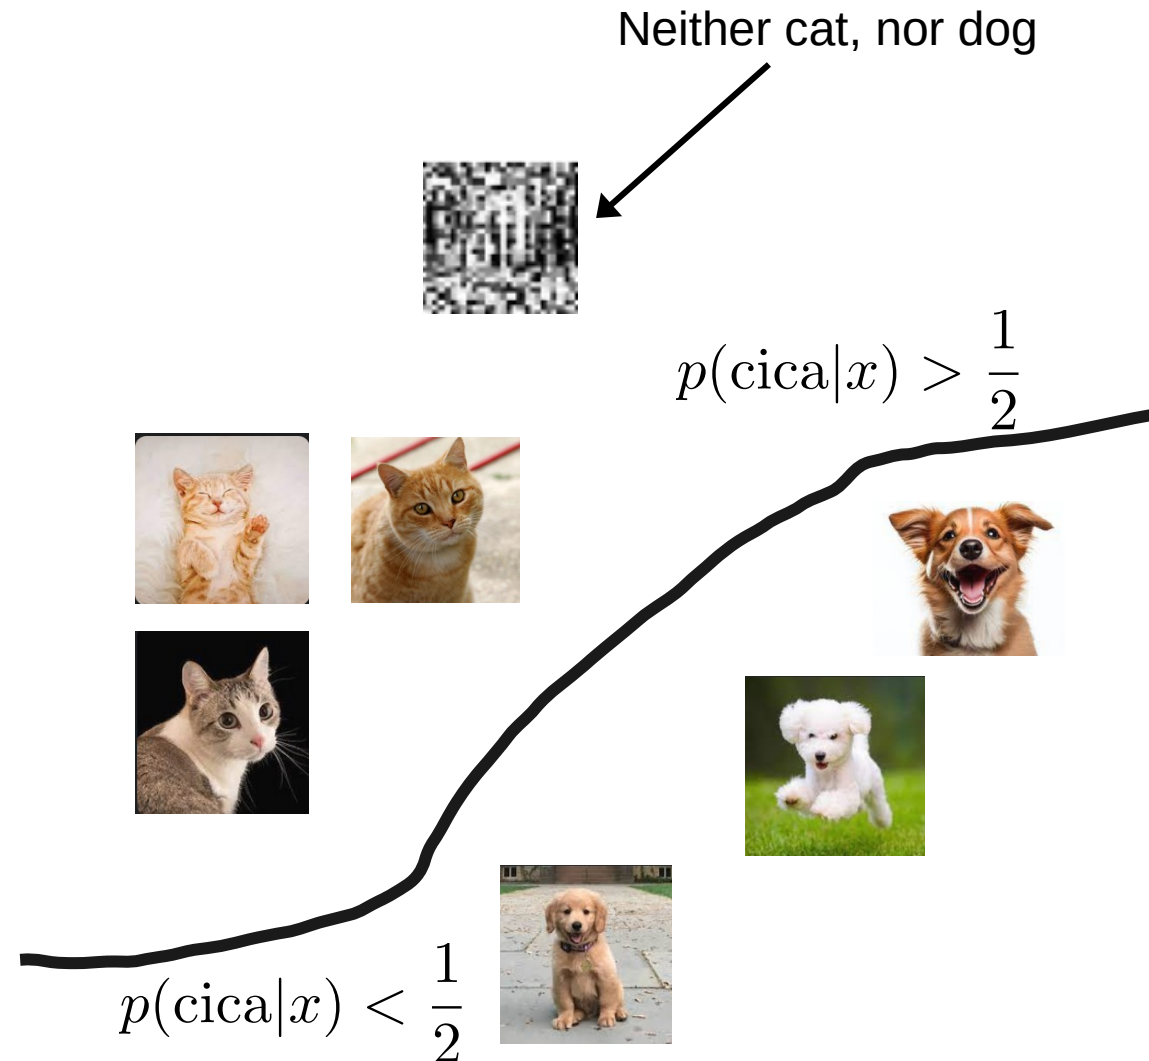 Neither cat, nor dog
p(cica|x) > 1/2
p(cica|x) < 1/2